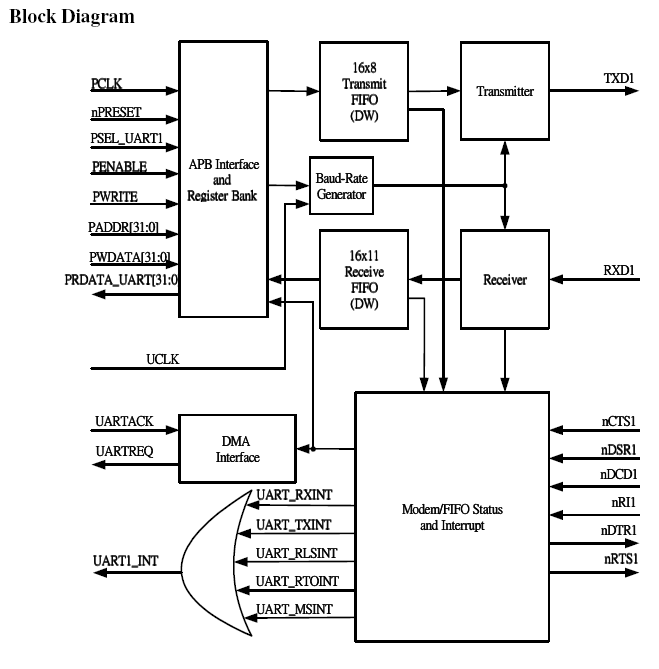 Block Diagram
PCLK
nPRESET
PSEL_UART1
PENABLE
PWRITE
PADDR[31:0]
PWDATA[31:0]
PRDATA_UART[31:0
APB Interface
and
Register Bank
16x8
Transmit
FIFO
(DW)
Transmitter
TXD1
Baud-Rate
Generator
16x11
Receive
FIFO
(DW)
Receiver
RXD1
UCLK
UARTACK
UARTREQ
DMA
Interface
UART_RXINT
UART_TXINT
UART_RLSINT
UART_RTOINT
UART_MSINT
UART1_INT
Modem/FIFO Status
and Interrupt
nCTS1
nDSR1
nDCD1
nRI1
nDTR1
nRTS1